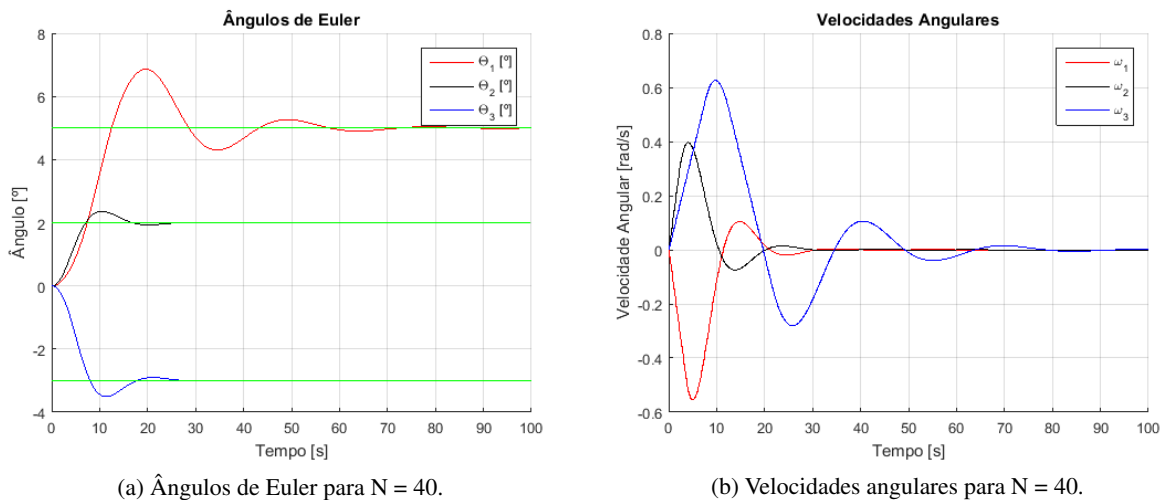 Ângulos de Euler
8
6
4
2
0
-2
-4
Ângulo [º]
0 10 20 30 40 50 60 70 80 90 100
Tempo [s]
Θ1 [º]
Θ2 [º]
Θ3 [º]
(a) Ângulos de Euler para N = 40.
Velocidades Angulares
0.8
0.6
0.4
0.2
0
-0.2
-0.4
-0.6
Velocidade Angular [rad/s]
0 10 20 30 40 50 60 70 80 90 100
Tempo [s]
ω1
ω2
ω3
(b) Velocidades angulares para N = 40.